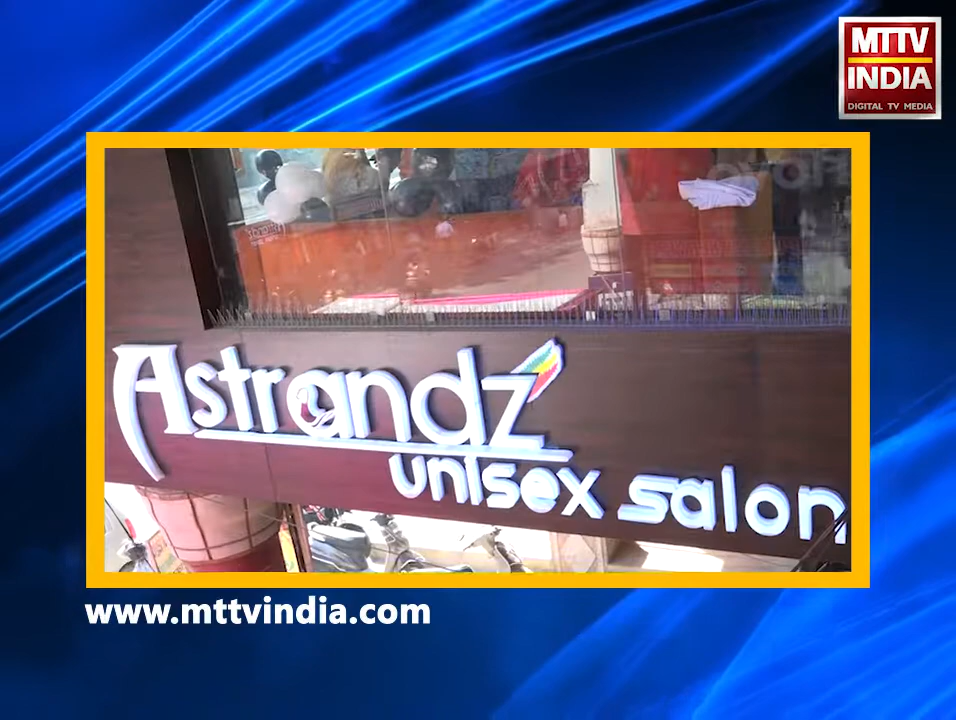 MTTV
INDIA
DIGITAL TV MEDIA
Astrandz
unisex salon
www.mttvindia.com